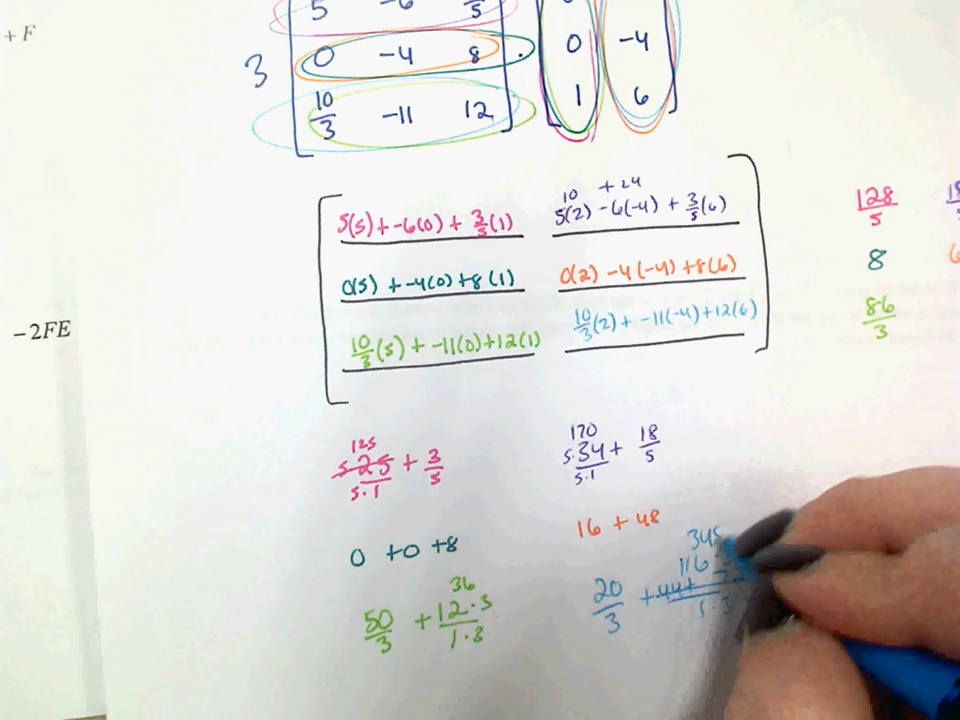 + F
5 -6 3/5
3 0 -4 8 · 0 -4
10/3 -11 12 1 6
10 + 24
5(5) + -6(0) + 3/5(1) 5(2) -6(-4) + 3/5(6)
128/5
0(5) + -4(0) + 8(1) 0(2) -4(-4) + 8(6)
8
10/3(5) + -11(0) + 12(1) 10/3(2) + -11(-4) + 12(6)
86/3
-2FE
125 170
5·25/5·1 + 3/5 5·34/5·1 + 18/5
0 + 0 + 8 16 + 48
36
50/3 + 12·3/1·3
116
20/3 + 44+ 1·3